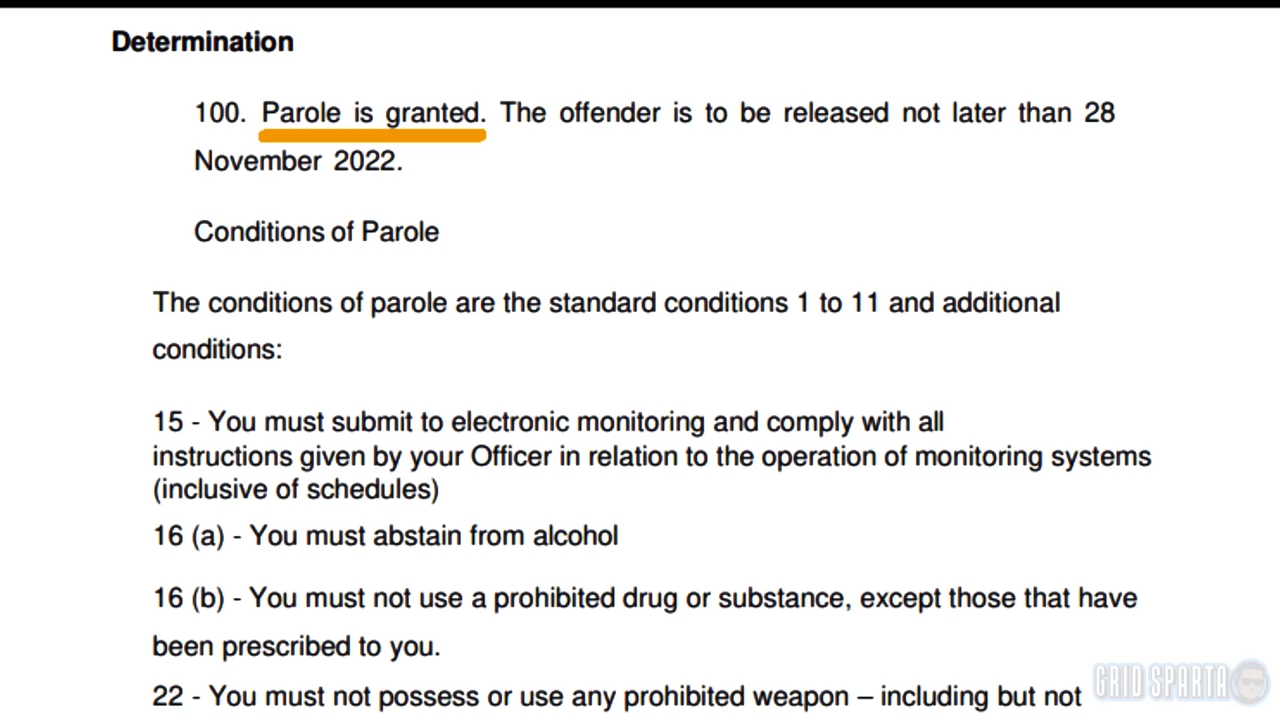 Determination
100. Parole is granted. The offender is to be released not later than 28
November 2022.
Conditions of Parole
The conditions of parole are the standard conditions 1 to 11 and additional
conditions:
15 - You must submit to electronic monitoring and comply with all
instructions given by your Officer in relation to the operation of monitoring systems
(inclusive of schedules)
16 (a) - You must abstain from alcohol
16 (b) - You must not use a prohibited drug or substance, except those that have
been prescribed to you.
22 - You must not possess or use any prohibited weapon – including but not
GRID SPARTA